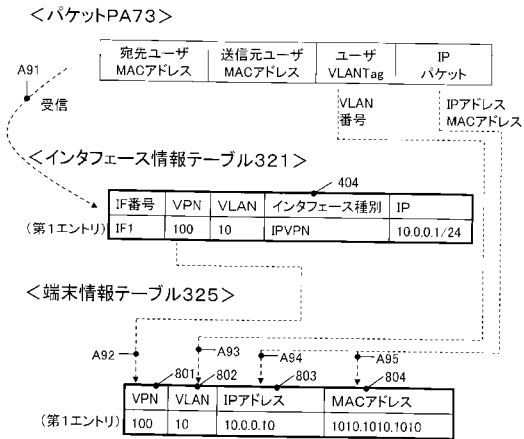 ＜パケットPA73＞
宛先ユーザ MACアドレス
送信元ユーザ MACアドレス
ユーザ VLANTag
IP パケット
A91
受信
VLAN 番号
IPアドレス MACアドレス
＜インタフェース情報テーブル321＞
404
IF番号 VPN VLAN インタフェース種別 IP
(第1エントリ) IF1 100 10 IPVPN 10.0.0.1/24
＜端末情報テーブル325＞
A92 A93 A94 A95
801 802 803 804
VPN VLAN IPアドレス MACアドレス
(第1エントリ) 100 10 10.0.0.10 1010.1010.1010